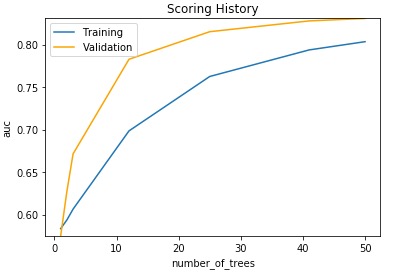 Scoring History
Training
Validation
0.80
0.75
0.70
0.65
0.60
auc
0 10 20 30 40 50
number_of_trees